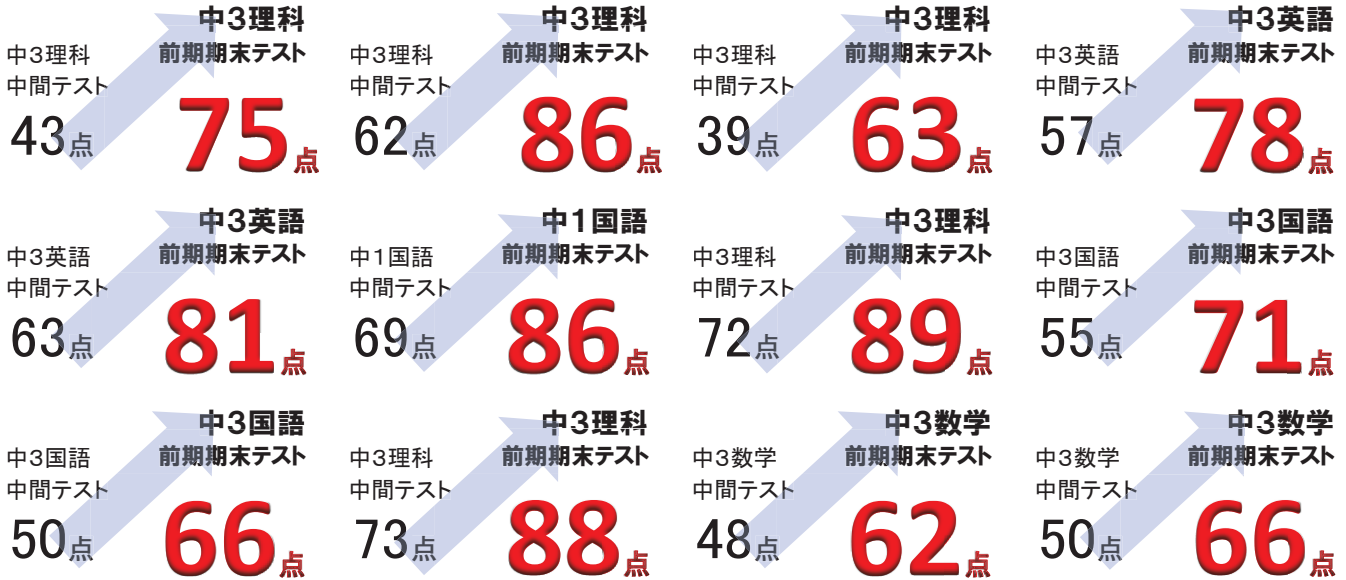 中3理科
前期期末テスト
中3理科
中間テスト
43点
75点
中3理科
前期期末テスト
中3理科
中間テスト
62点
86点
中3理科
前期期末テスト
中3理科
中間テスト
39点
63点
中3英語
前期期末テスト
中3英語
中間テスト
57点
78点
中3英語
前期期末テスト
中3英語
中間テスト
63点
81点
中1国語
前期期末テスト
中1国語
中間テスト
69点
86点
中3理科
前期期末テスト
中3理科
中間テスト
72点
89点
中3国語
前期期末テスト
中3国語
中間テスト
55点
71点
中3国語
前期期末テスト
中3国語
中間テスト
50点
66点
中3理科
前期期末テスト
中3理科
中間テスト
73点
88点
中3数学
前期期末テスト
中3数学
中間テスト
48点
62点
中3数学
前期期末テスト
中3数学
中間テスト
50点
66点